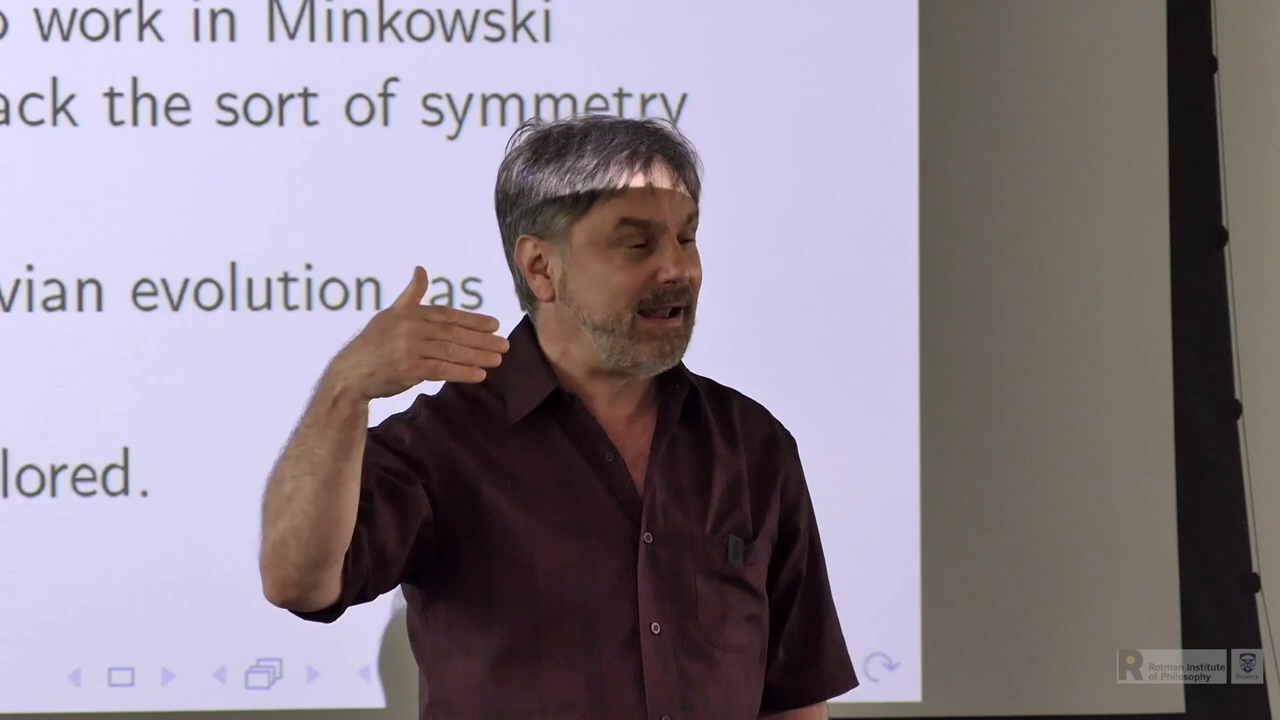 work in Minkowski
ack the sort of symmetry
vian evolution as
lored.
Rotman Institute
of Philosophy